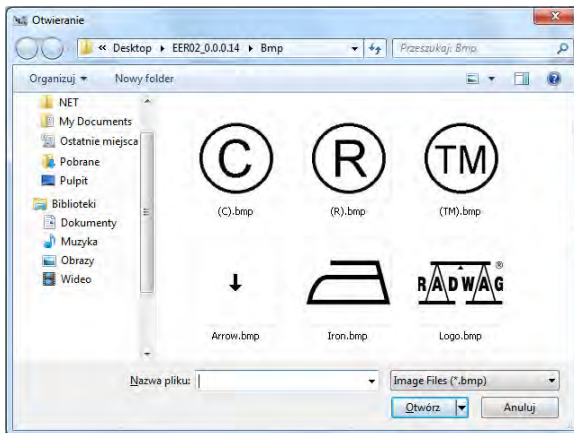 Otwieranie
« Desktop ▸ EER02_0.0.0.14 ▸ Bmp
Przeszukaj: Bmp
Organizuj
Nowy folder
NET
My Documents
Ostatnie miejsca
Pobrane
Pulpit
Biblioteki
Dokumenty
Muzyka
Obrazy
Wideo
C
R
TM
(C).bmp
(R).bmp
(TM).bmp
RADWAG®
Arrow.bmp
Iron.bmp
Logo.bmp
Nazwa pliku:
Image Files (*.bmp)
Otwórz
Anuluj